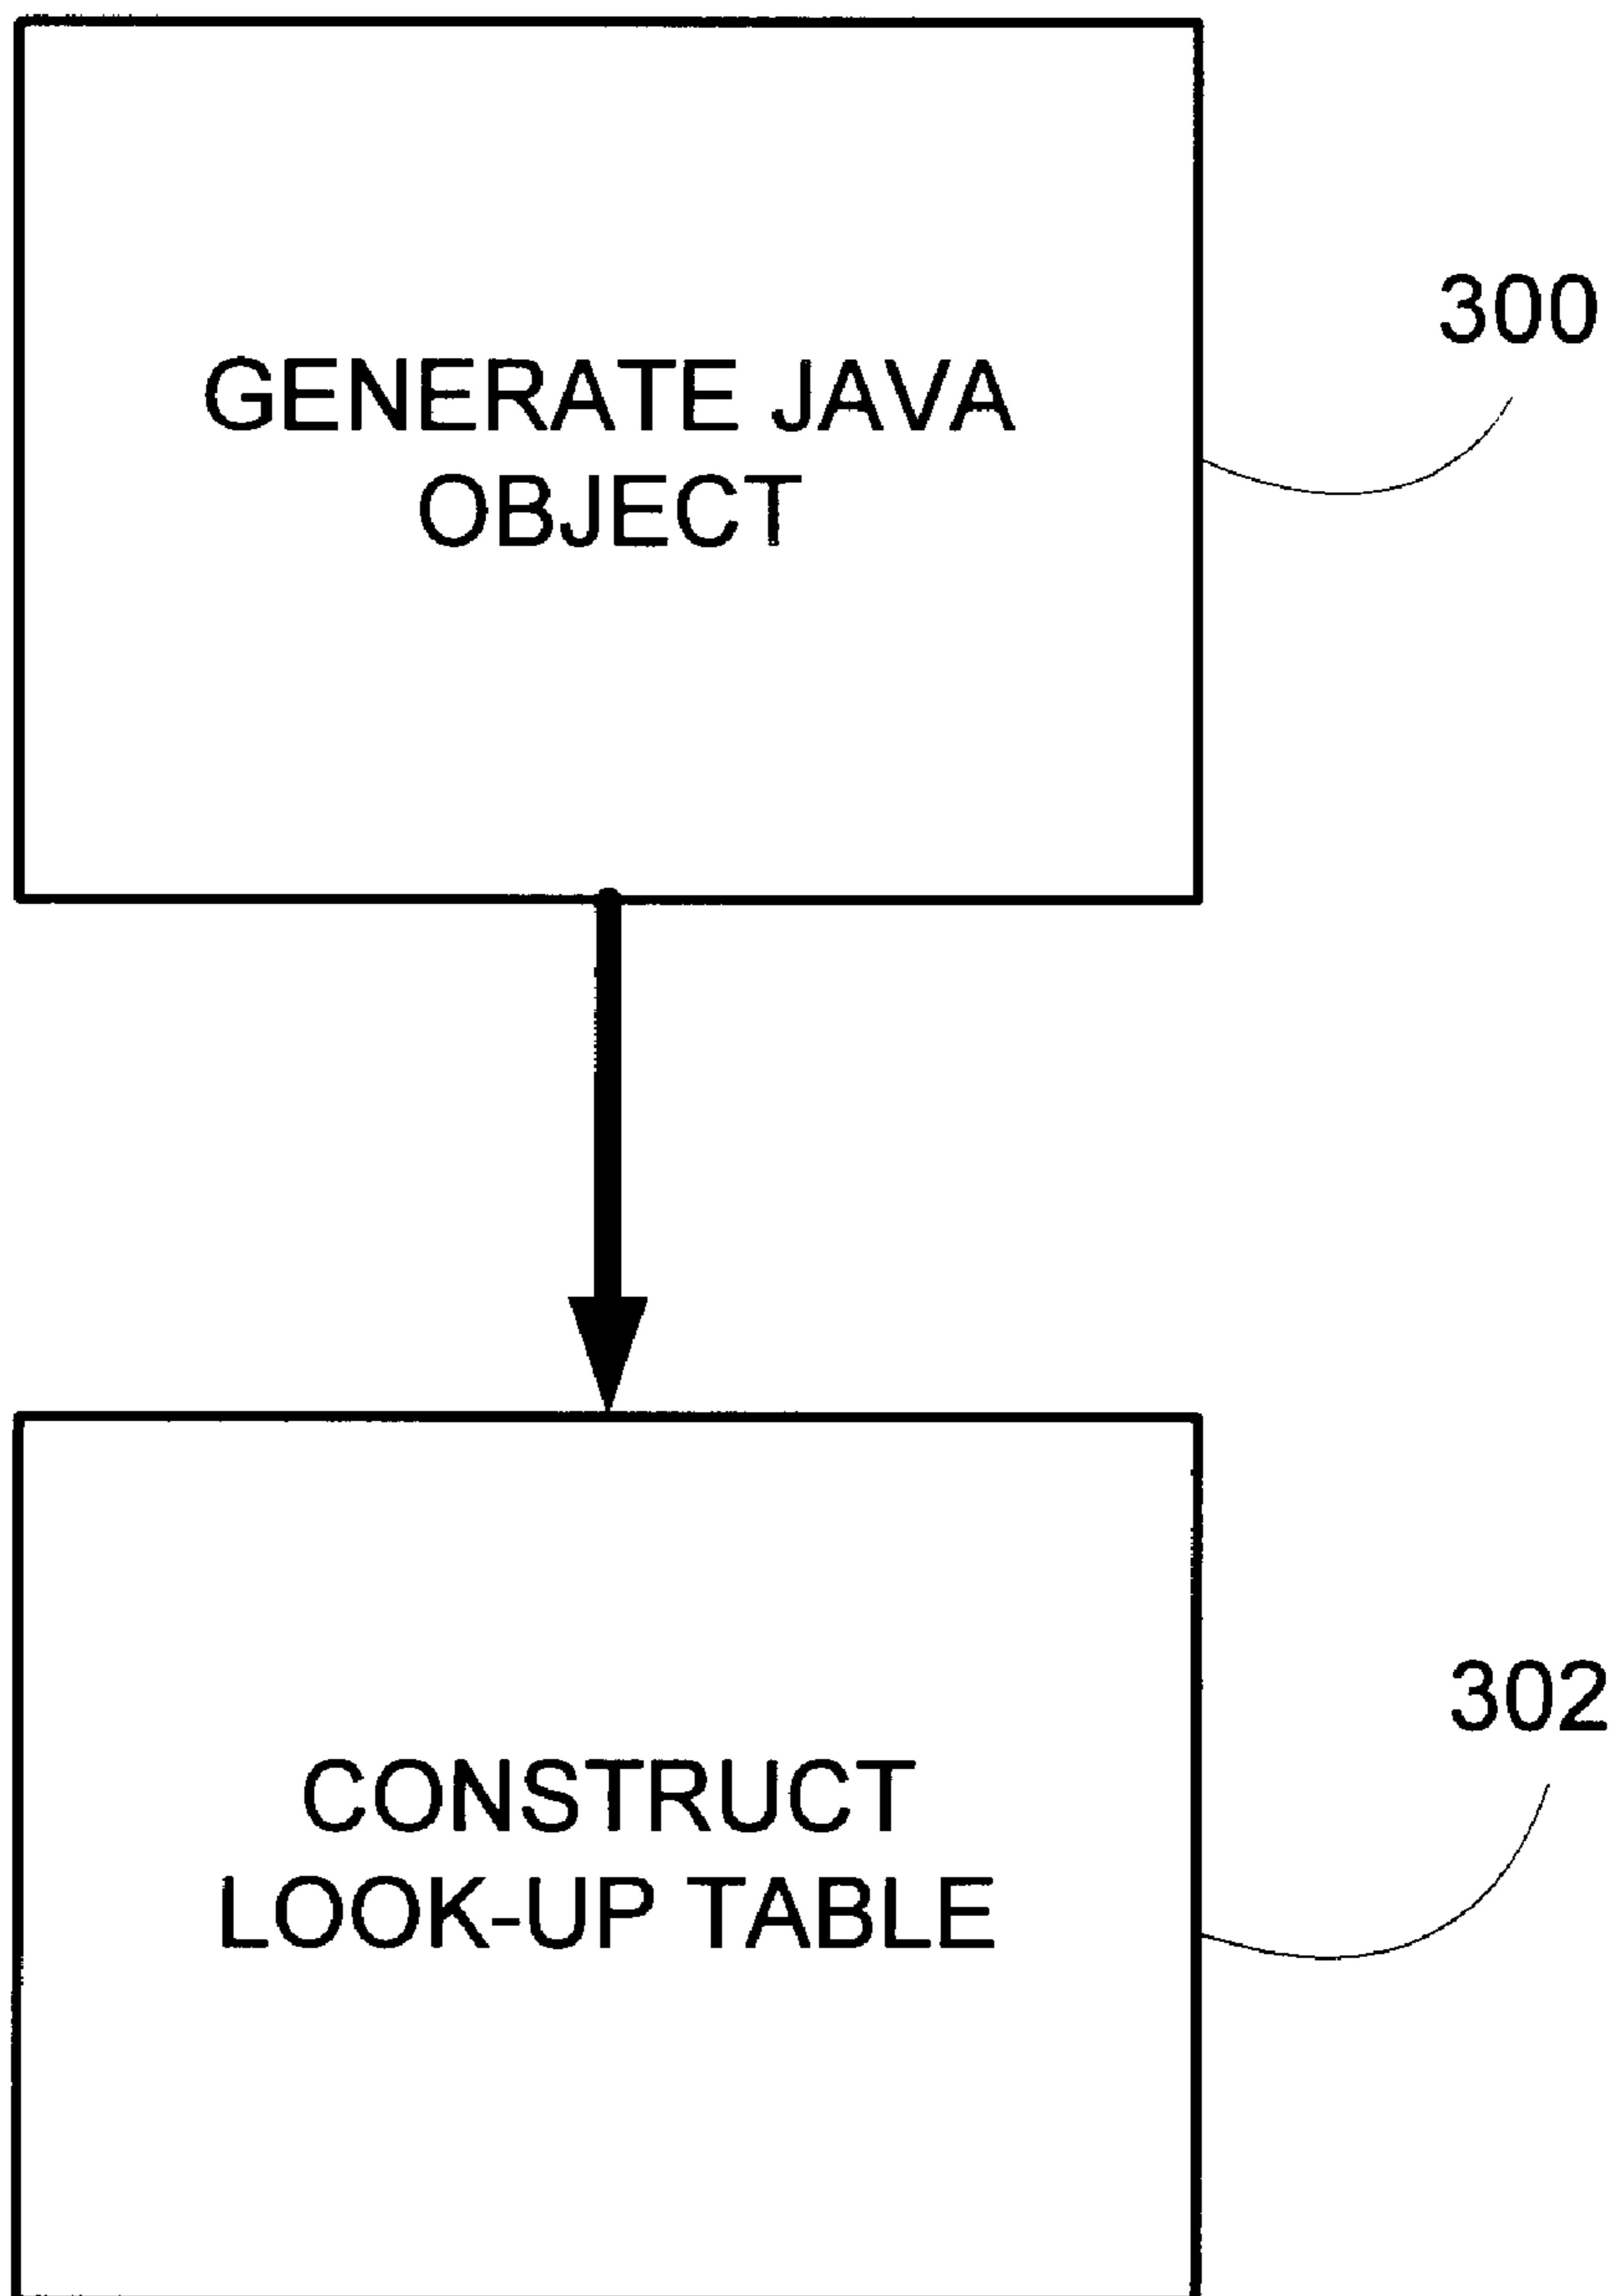 GENERATE JAVA
OBJECT
300
CONSTRUCT
LOOK-UP TABLE
302